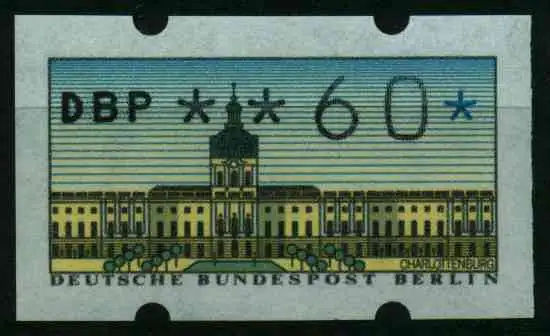 DBP ** 60*
CHARLOTTENBURG
DEUTSCHE BUNDESPOST BERLIN